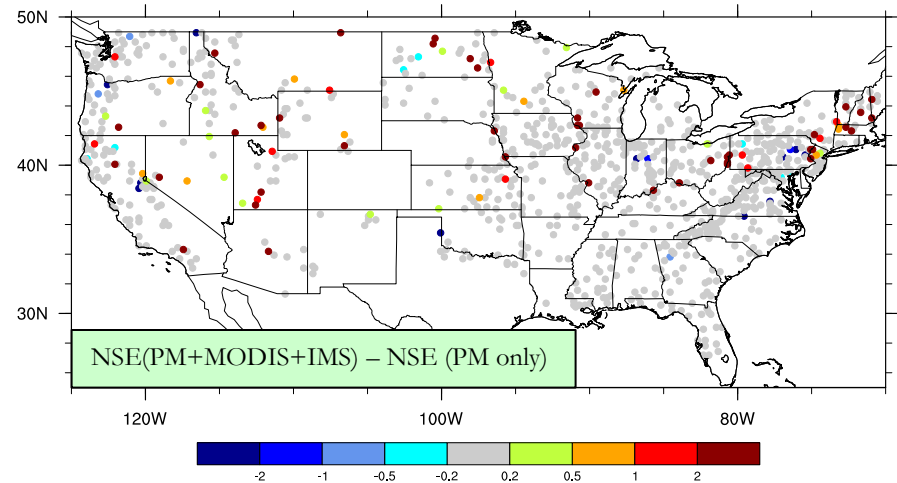 50N
40N
30N
NSE(PM+MODIS+IMS) – NSE (PM only)
120W 100W 80W
-2 -1 -0.5 -0.2 0.2 0.5 1 2